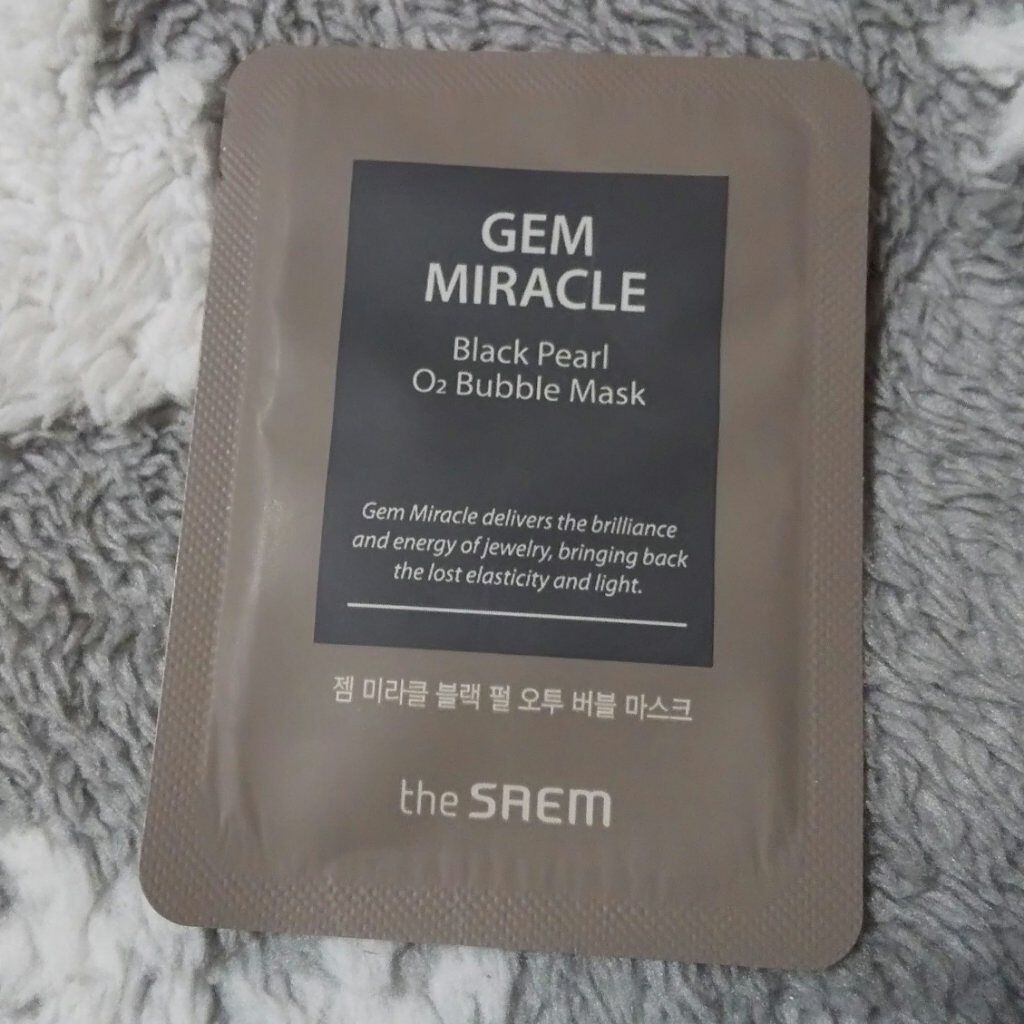 GEM
MIRACLE
Black Pearl
O₂ Bubble Mask
Gem Miracle delivers the brilliance
and energy of jewelry, bringing back
the lost elasticity and light.
젬 미라클 블랙 펄 오투 버블 마스크
the SAEM